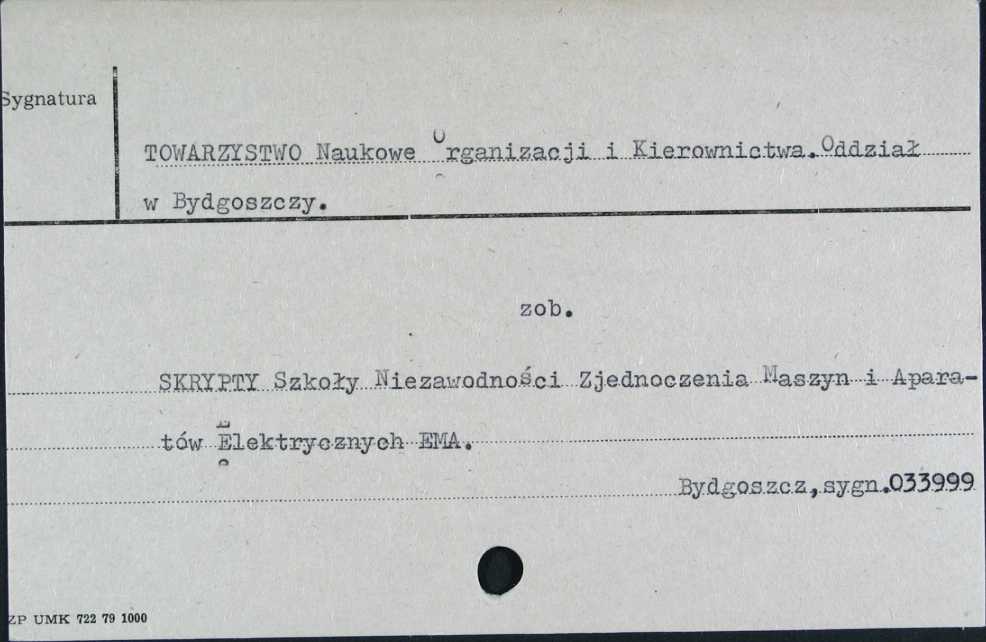 Sygnatura
TOWARZYSTWO Naukowe Organizacji i Kierownictwa.Oddział
w Bydgoszczy.
zob.
SKRYPTY Szkoły Niezawodności Zjednoczenia Maszyn i Apara-
tów Elektrycznych EMA.
Bydgoszcz,sygn.033999
ZP UMK 722 79 1000